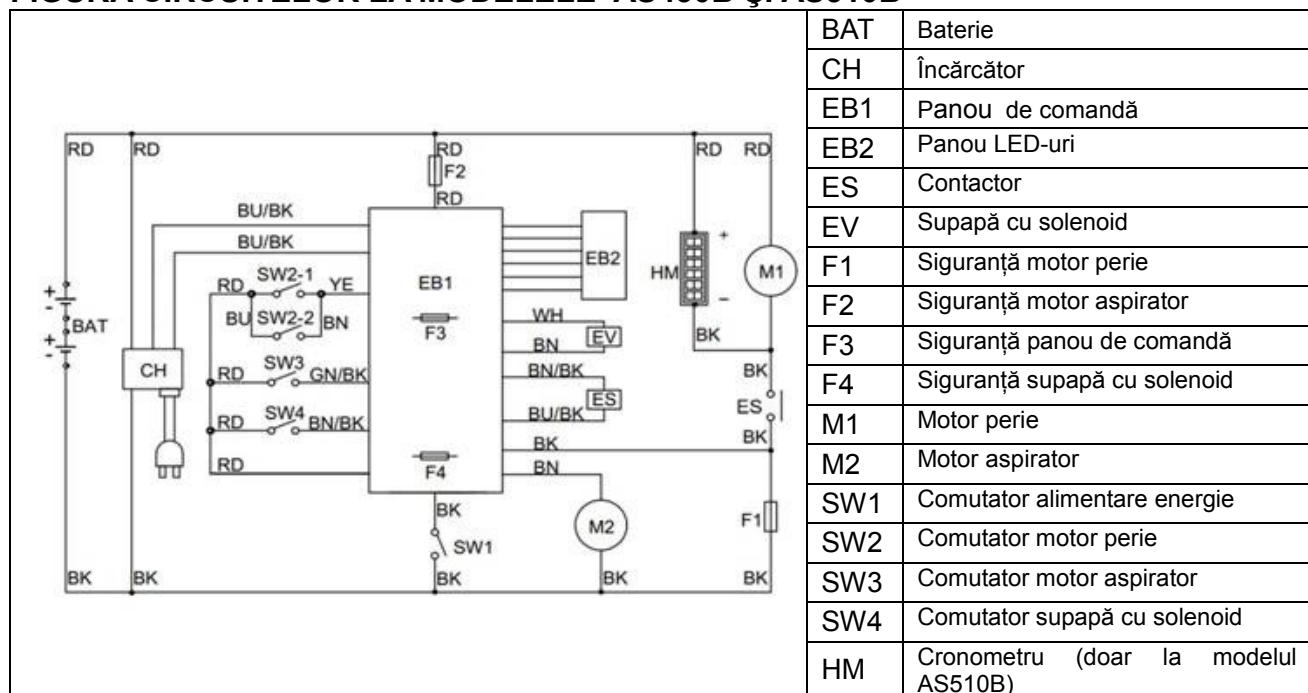 FIGURA CIRCUITELOR LA MODELELE AS510B
RD RD RD RD RD
F2
RD
BU/BK
BU/BK
SW2-1
RD YE
BU SW2-2 BN
EB1
F3
EB2
HM
+
−
M1
+
-
BAT
+
-
WH
EV
BN
BK
CH
SW3
RD GN/BK
BN/BK
BK
ES
ES
SW4
RD BN/BK
BU/BK
BK
BK
RD
F4
BN
BK
M2
F1
SW1
BK BK BK BK BK
BAT Baterie
CH Încărcător
EB1 Panou de comandă
EB2 Panou LED-uri
ES Contactor
EV Supapă cu solenoid
F1 Siguranță motor perie
F2 Siguranță motor aspirator
F3 Siguranță panou de comandă
F4 Siguranță supapă cu solenoid
M1 Motor perie
M2 Motor aspirator
SW1 Comutator alimentare energie
SW2 Comutator motor perie
SW3 Comutator motor aspirator
SW4 Comutator supapă cu solenoid
HM Cronometru (doar la modelul
AS510B)